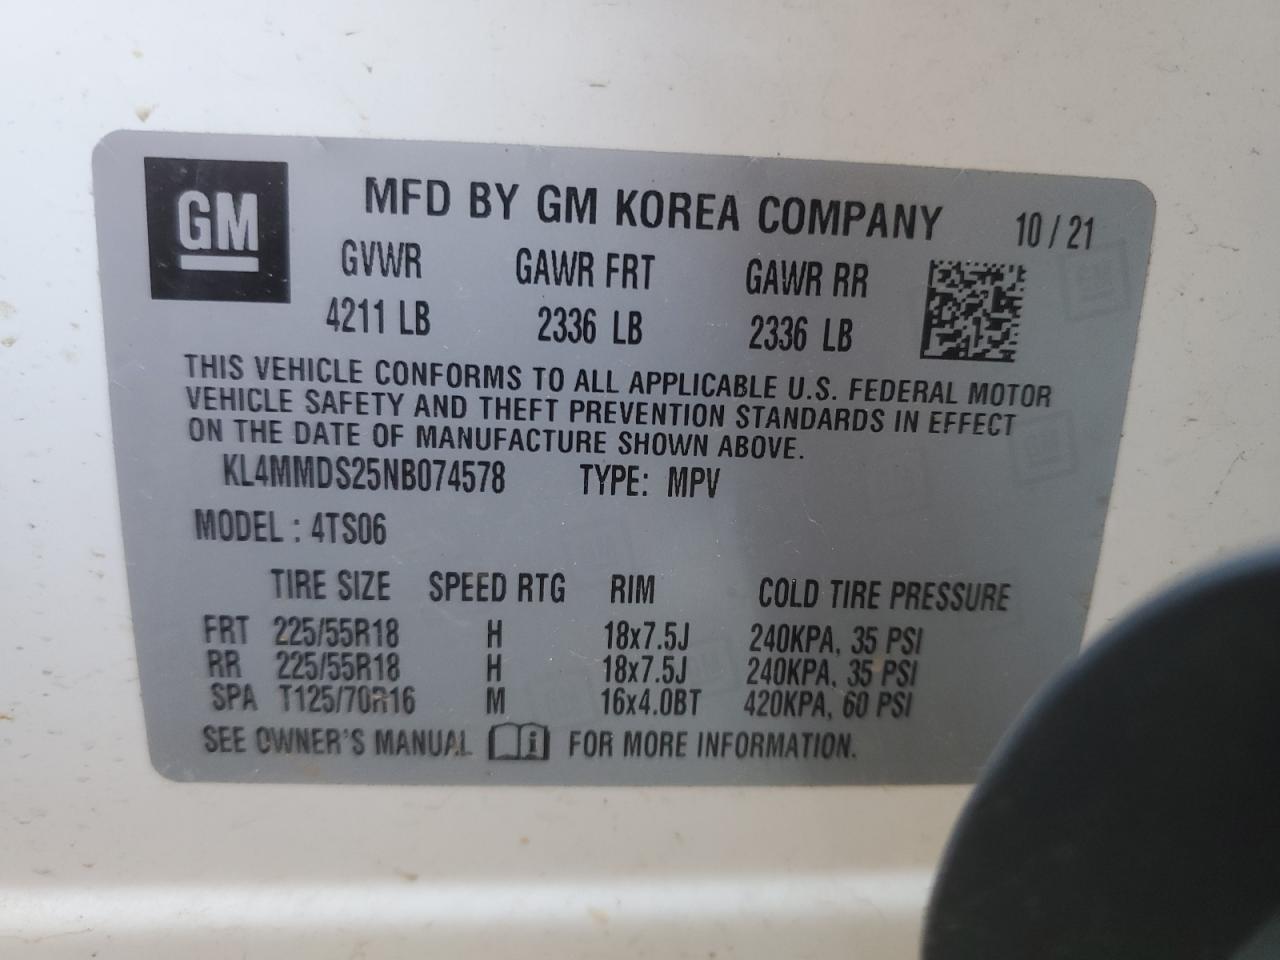 GM MFD BY GM KOREA COMPANY 10 / 21
GVWR GAWR FRT GAWR RR
4211 LB 2336 LB 2336 LB
THIS VEHICLE CONFORMS TO ALL APPLICABLE U.S. FEDERAL MOTOR
VEHICLE SAFETY AND THEFT PREVENTION STANDARDS IN EFFECT
ON THE DATE OF MANUFACTURE SHOWN ABOVE.
KL4MMDS25NB074578 TYPE: MPV
MODEL : 4TS06
TIRE SIZE SPEED RTG RIM COLD TIRE PRESSURE
FRT 225/55R18 H 18x7.5J 240KPA, 35 PSI
RR 225/55R18 H 18x7.5J 240KPA, 35 PSI
SPA T125/70R16 M 16x4.0BT 420KPA, 60 PSI
SEE OWNER'S MANUAL i FOR MORE INFORMATION.